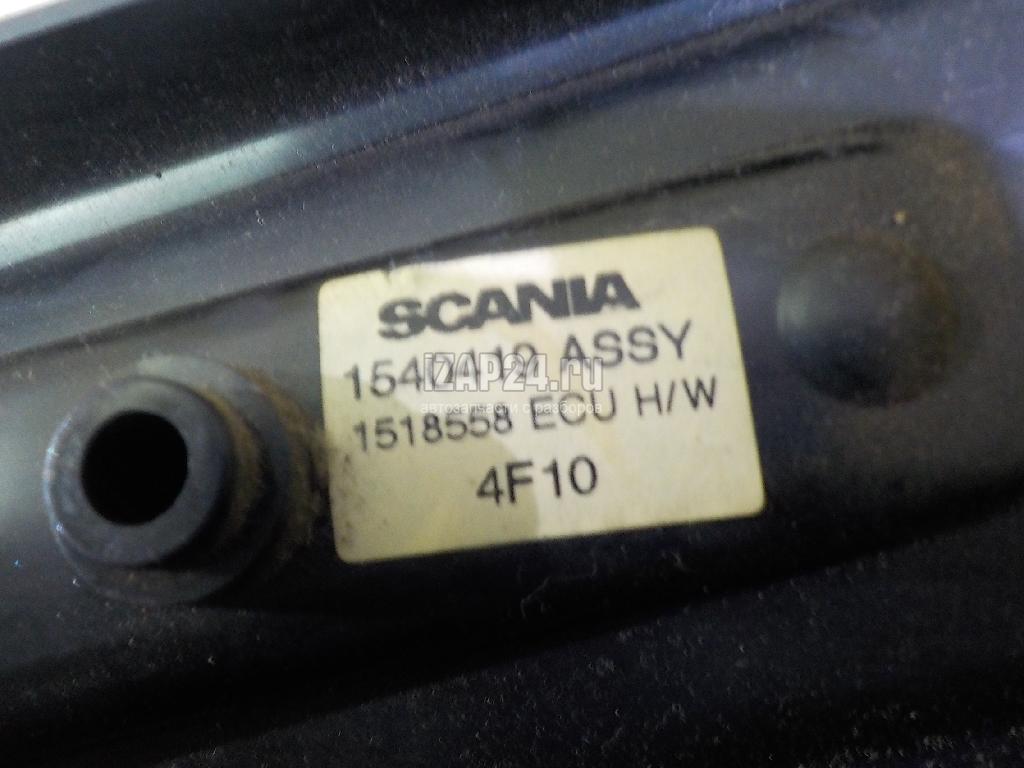 SCANIA
ASSY
iZAP24.ru
автозапчасти с разборов
1518558 ECU H/W
4F10